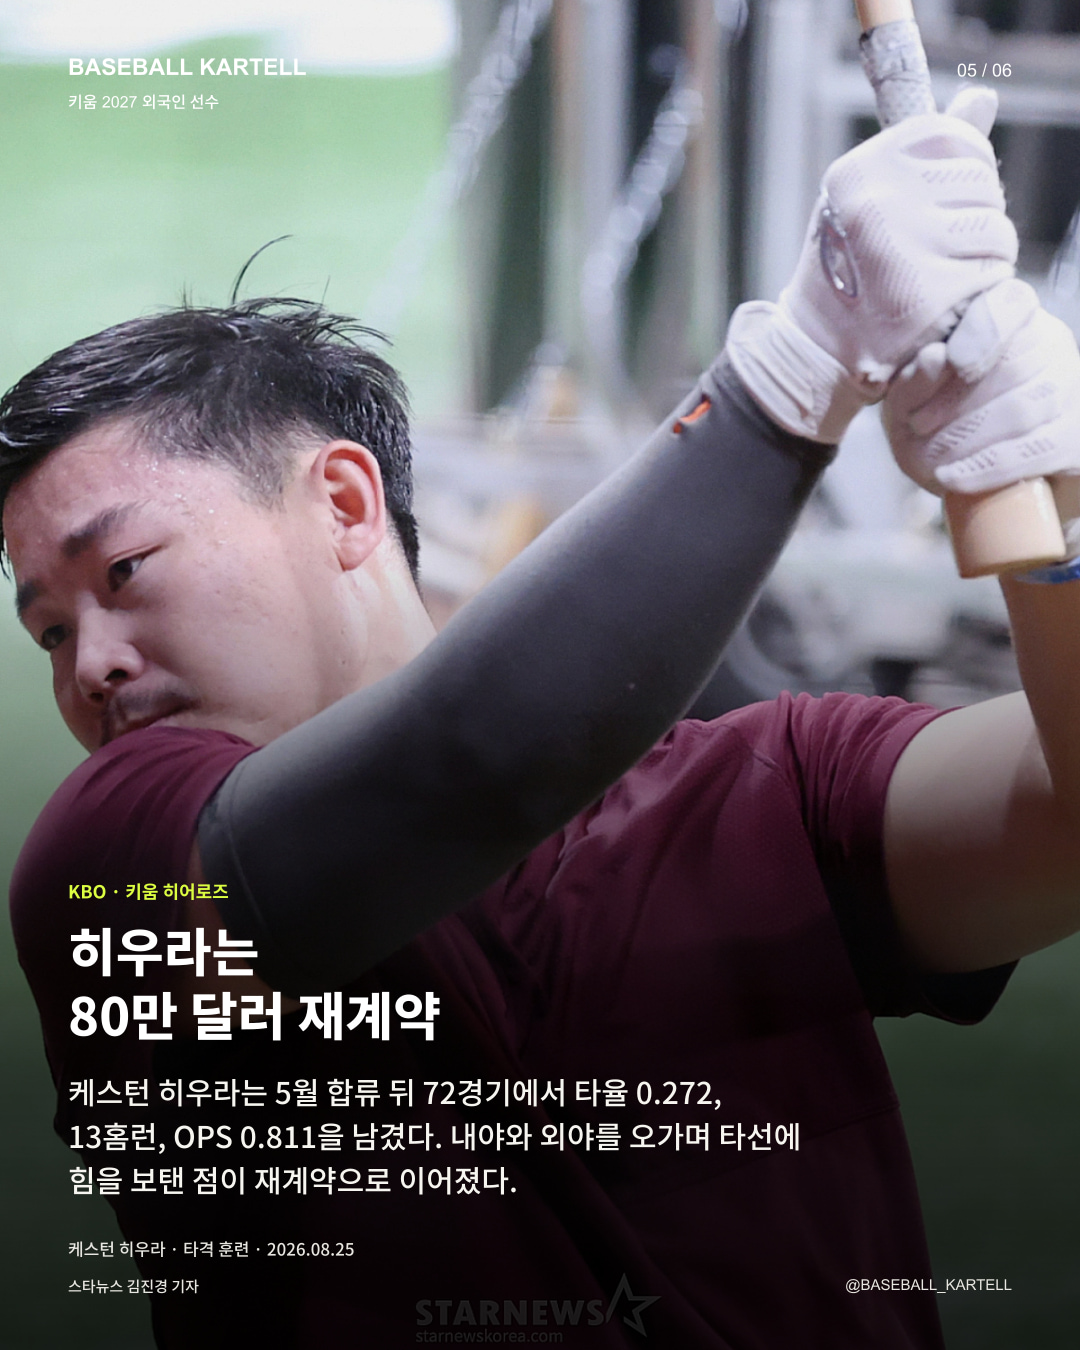 BASEBALL KARTELL
05 / 06
키움 2027 외국인 선수
KBO · 키움 히어로즈
히우라는
80만 달러 재계약
케스턴 히우라는 5월 합류 뒤 72경기에서 타율 0.272,
13홈런, OPS 0.811을 남겼다. 내야와 외야를 오가며 타선에
힘을 보탠 점이 재계약으로 이어졌다.
케스턴 히우라 · 타격 훈련 · 2026.08.25
스타뉴스 김진경 기자
@BASEBALL_KARTELL
STARNEWS
starnewskorea.com